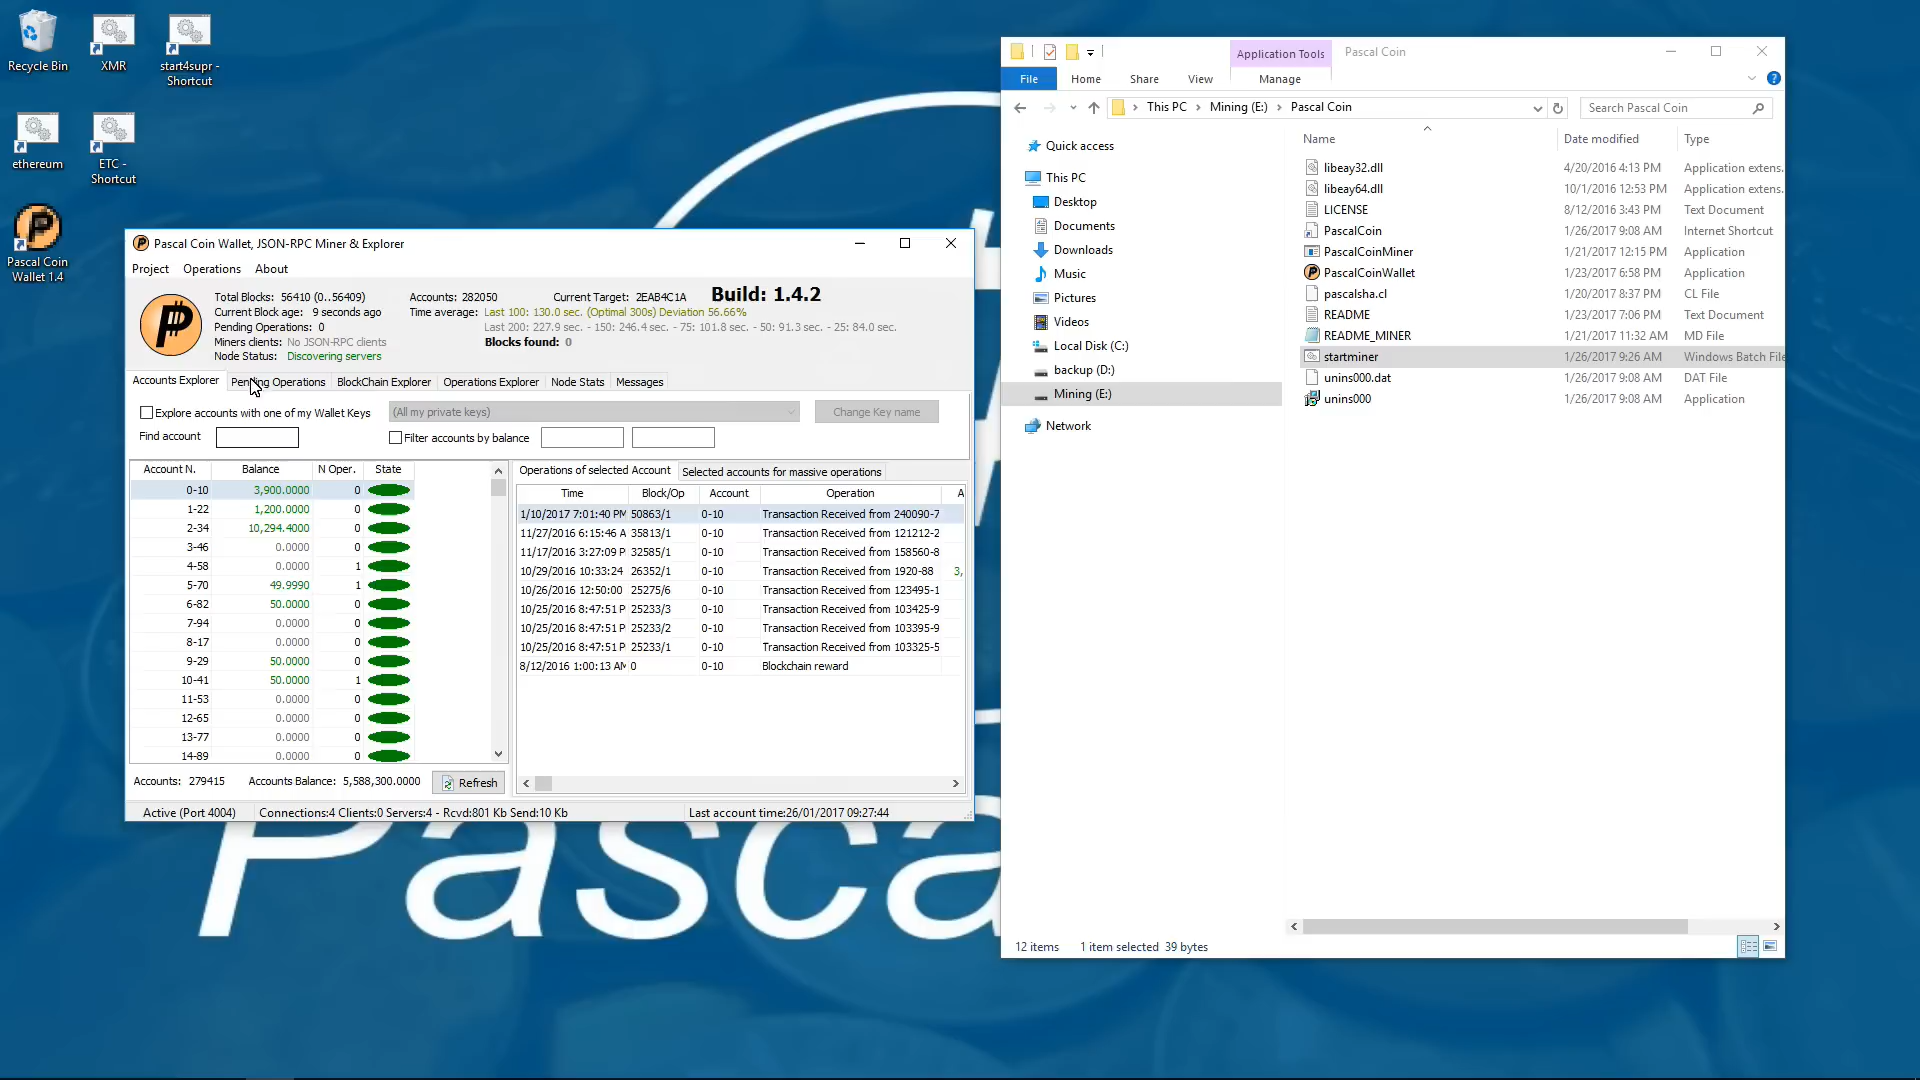 Recycle Bin
XMR
start4supr -
Shortcut
ethereum
ETC -
Shortcut
Pascal Coin
Wallet 1.4
Pascal Coin Wallet, JSON-RPC Miner & Explorer
Project Operations About
Total Blocks: 56410 (0..56409) Accounts: 282050 Current Target: 2EAB4C1A Build: 1.4.2
Current Block age: 9 seconds ago Time average: Last 100: 130.0 sec. (Optimal 300s) Deviation 56.66%
Pending Operations: 0 Last 200: 227.9 sec. - 150: 246.4 sec. - 75: 101.8 sec. - 50: 91.3 sec. - 25: 84.0 sec.
Miners clients: No JSON-RPC clients Blocks found: 0
Node Status: Discovering servers
Accounts Explorer Pending Operations BlockChain Explorer Operations Explorer Node Stats Messages
Explore accounts with one of my Wallet Keys (All my private keys) Change Key name
Find account Filter accounts by balance
Account N. Balance N Oper. State
0-10 3,900.0000 0
1-22 1,200.0000 0
2-34 10,294.4000 0
3-46 0.0000 0
4-58 0.0000 1
5-70 49.9990 1
6-82 50.0000 0
7-94 0.0000 0
8-17 0.0000 0
9-29 50.0000 0
10-41 50.0000 1
11-53 0.0000 0
12-65 0.0000 0
13-77 0.0000 0
14-89 0.0000 0
Accounts: 279415 Accounts Balance: 5,588,300.0000 Refresh
Operations of selected Account Selected accounts for massive operations
Time Block/Op Account Operation A
1/10/2017 7:01:40 PM 50863/1 0-10 Transaction Received from 240090-7
11/27/2016 6:15:46 A 35813/1 0-10 Transaction Received from 121212-2
11/17/2016 3:27:09 P 32585/1 0-10 Transaction Received from 158560-8
10/29/2016 10:33:24 26352/1 0-10 Transaction Received from 1920-88 3,
10/26/2016 12:50:00 25275/6 0-10 Transaction Received from 123495-1
10/25/2016 8:47:51 P 25233/3 0-10 Transaction Received from 103425-9
10/25/2016 8:47:51 P 25233/2 0-10 Transaction Received from 103395-9
10/25/2016 8:47:51 P 25233/1 0-10 Transaction Received from 103325-5
8/12/2016 1:00:13 AM 0 0-10 Blockchain reward
Active (Port 4004) Connections:4 Clients:0 Servers:4 - Rcvd:801 Kb Send:10 Kb Last account time:26/01/2017 09:27:44
Pasca
Application Tools Pascal Coin
File Home Share View Manage
This PC Mining (E:) Pascal Coin Search Pascal Coin
Quick access
This PC
Desktop
Documents
Downloads
Music
Pictures
Videos
Local Disk (C:)
backup (D:)
Mining (E:)
Network
Name Date modified Type
libeay32.dll 4/20/2016 4:13 PM Application extens.
libeay64.dll 10/1/2016 12:53 PM Application extens.
LICENSE 8/12/2016 3:43 PM Text Document
PascalCoin 1/26/2017 9:08 AM Internet Shortcut
PascalCoinMiner 1/21/2017 12:15 PM Application
PascalCoinWallet 1/23/2017 6:58 PM Application
pascalsha.cl 1/20/2017 8:37 PM CL File
README 1/23/2017 7:06 PM Text Document
README_MINER 1/21/2017 11:32 AM MD File
startminer 1/26/2017 9:26 AM Windows Batch File
unins000.dat 1/26/2017 9:08 AM DAT File
unins000 1/26/2017 9:08 AM Application
12 items 1 item selected 39 bytes